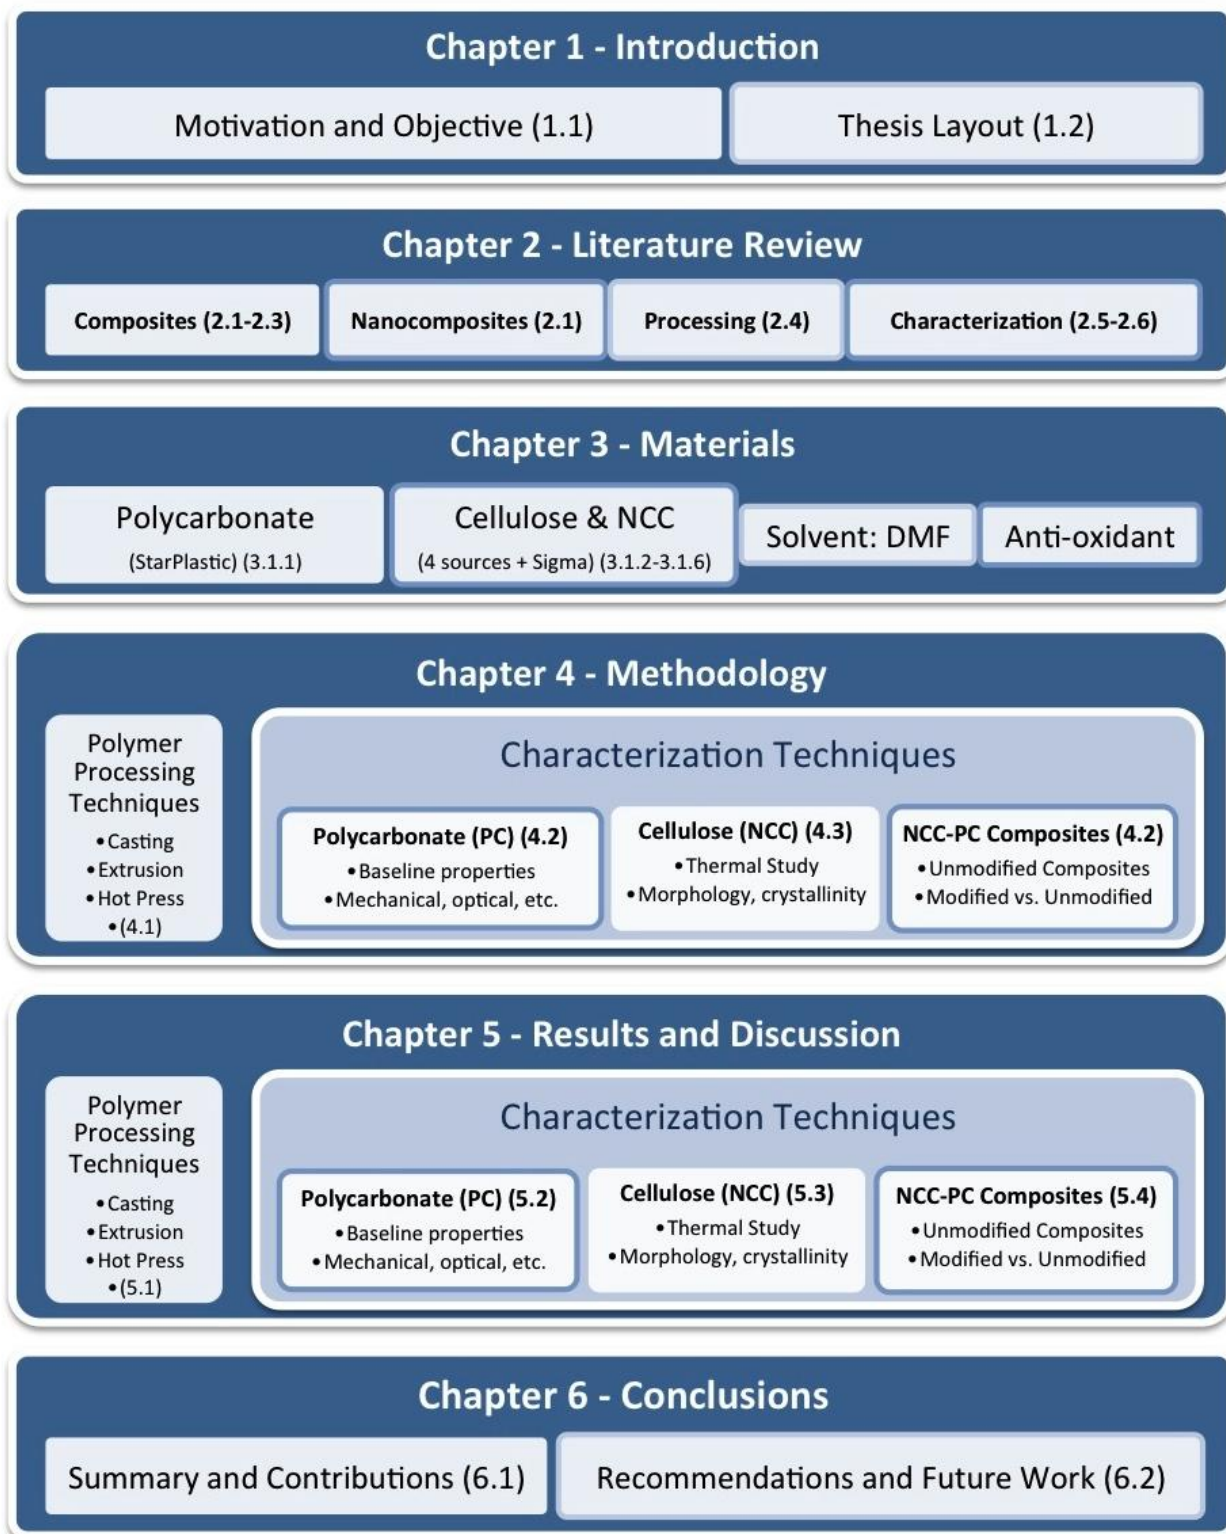 Chapter 1 - Introduction
Motivation and Objective (1.1)
Thesis Layout (1.2)
Chapter 2 - Literature Review
Composites (2.1-2.3)
Nanocomposites (2.1)
Processing (2.4)
Characterization (2.5-2.6)
Chapter 3 - Materials
Polycarbonate
(StarPlastic) (3.1.1)
Cellulose & NCC
(4 sources + Sigma) (3.1.2-3.1.6)
Solvent: DMF
Anti-oxidant
Chapter 4 - Methodology
Polymer
Processing
Techniques
•Casting
•Extrusion
•Hot Press
•(4.1)
Characterization Techniques
Polycarbonate (PC) (4.2)
•Baseline properties
•Mechanical, optical, etc.
Cellulose (NCC) (4.3)
•Thermal Study
•Morphology, crystallinity
NCC-PC Composites (4.2)
•Unmodified Composites
•Modified vs. Unmodified
Chapter 5 - Results and Discussion
Polymer
Processing
Techniques
•Casting
•Extrusion
•Hot Press
•(5.1)
Characterization Techniques
Polycarbonate (PC) (5.2)
•Baseline properties
•Mechanical, optical, etc.
Cellulose (NCC) (5.3)
•Thermal Study
•Morphology, crystallinity
NCC-PC Composites (5.4)
•Unmodified Composites
•Modified vs. Unmodified
Chapter 6 - Conclusions
Summary and Contributions (6.1)
Recommendations and Future Work (6.2)